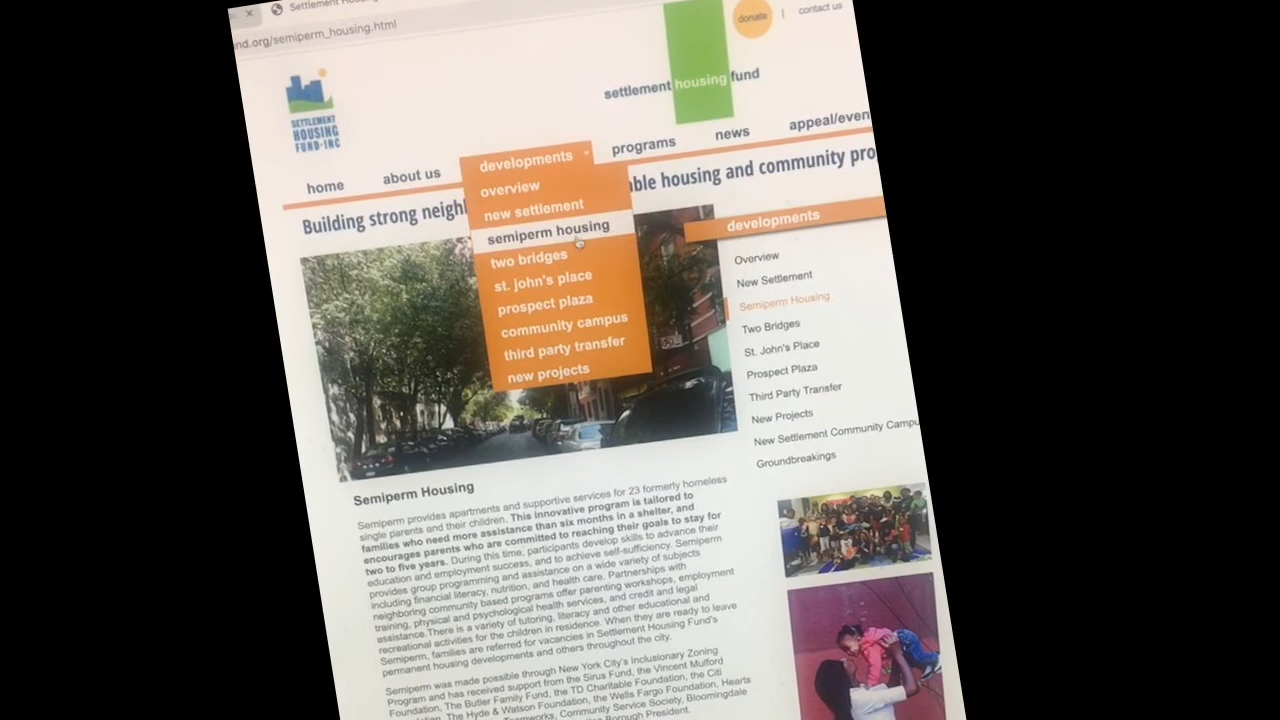 Settlement Housing
nd.org/semiperm_housing.html
donate | contact us
SETTLEMENT
HOUSING
FUND·INC
settlement housing fund
home about us developments programs news appeal/even
Building strong neighb
ble housing and community pro
overview
new settlement
semiperm housing
two bridges
st. john's place
prospect plaza
community campus
third party transfer
new projects
developments
Overview
New Settlement
Semiperm Housing
Two Bridges
St. John's Place
Prospect Plaza
Third Party Transfer
New Projects
New Settlement Community Campu
Groundbreakings
Semiperm Housing
Semiperm provides apartments and supportive services for 23 formerly homeless
single parents and their children. This innovative program is tailored to
families who need more assistance than six months in a shelter, and
encourages parents who are committed to reaching their goals to stay for
two to five years. During this time, participants develop skills to advance their
education and employment success, and to achieve self-sufficiency. Semiperm
provides group programming and assistance on a wide variety of subjects
including financial literacy, nutrition, and health care. Partnerships with
neighboring community based programs offer parenting workshops, employment
training, physical and psychological health services, and credit and legal
assistance.There is a variety of tutoring, literacy and other educational and
recreational activities for the children in residence. When they are ready to leave
Semiperm, families are referred for vacancies in Settlement Housing Fund's
permanent housing developments and others throughout the city.
Semiperm was made possible through New York City's Inclusionary Zoning
Program and has received support from the Sirus Fund, the Vincent Mulford
Foundation, The Butler Family Fund, the TD Charitable Foundation, the Citi
The Hyde & Watson Foundation, the Wells Fargo Foundation, Hearts
Community Service Society, Bloomingdale
Borough President.